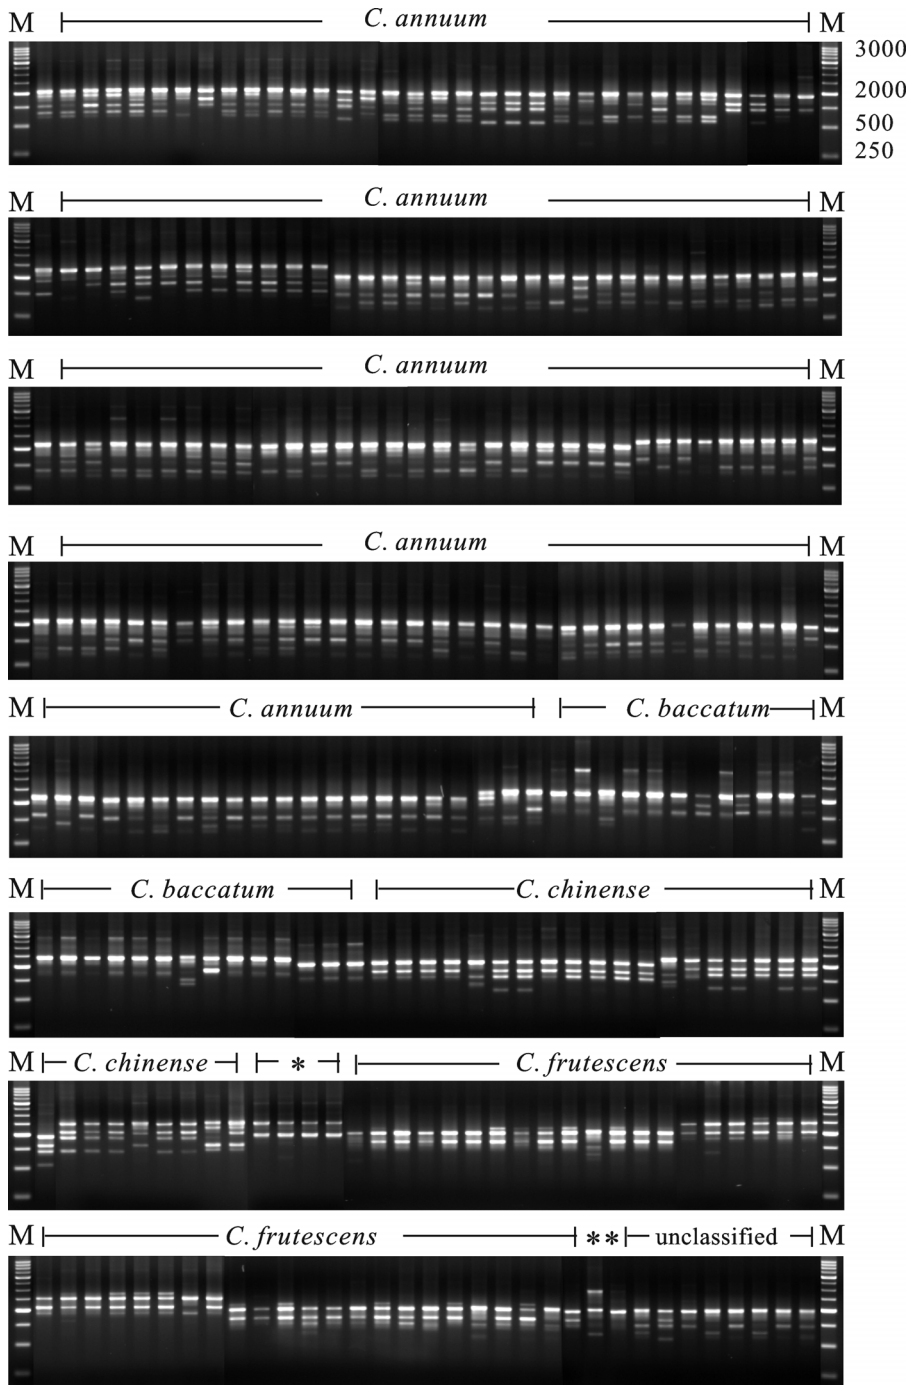 M C. annuum M
3000
2000
500
250
M C. annuum M
M C. annuum M
M C. annuum M
M C. annuum C. baccatum M
M C. baccatum C. chinense M
M C. chinense * C. frutescens M
M C. frutescens ** unclassified M